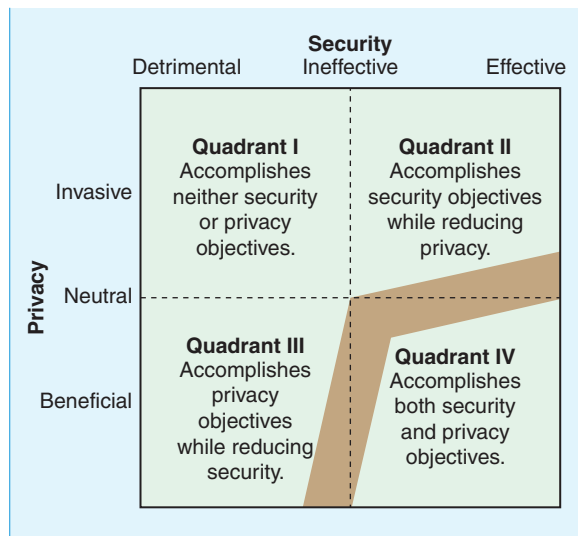 Security
Detrimental Ineffective Effective
Quadrant I
Accomplishes
neither security
or privacy
objectives.
Quadrant II
Accomplishes
security objectives
while reducing
privacy.
Invasive
Neutral
Privacy
Beneficial
Quadrant III
Accomplishes
privacy
objectives
while reducing
security.
Quadrant IV
Accomplishes
both security
and privacy
objectives.